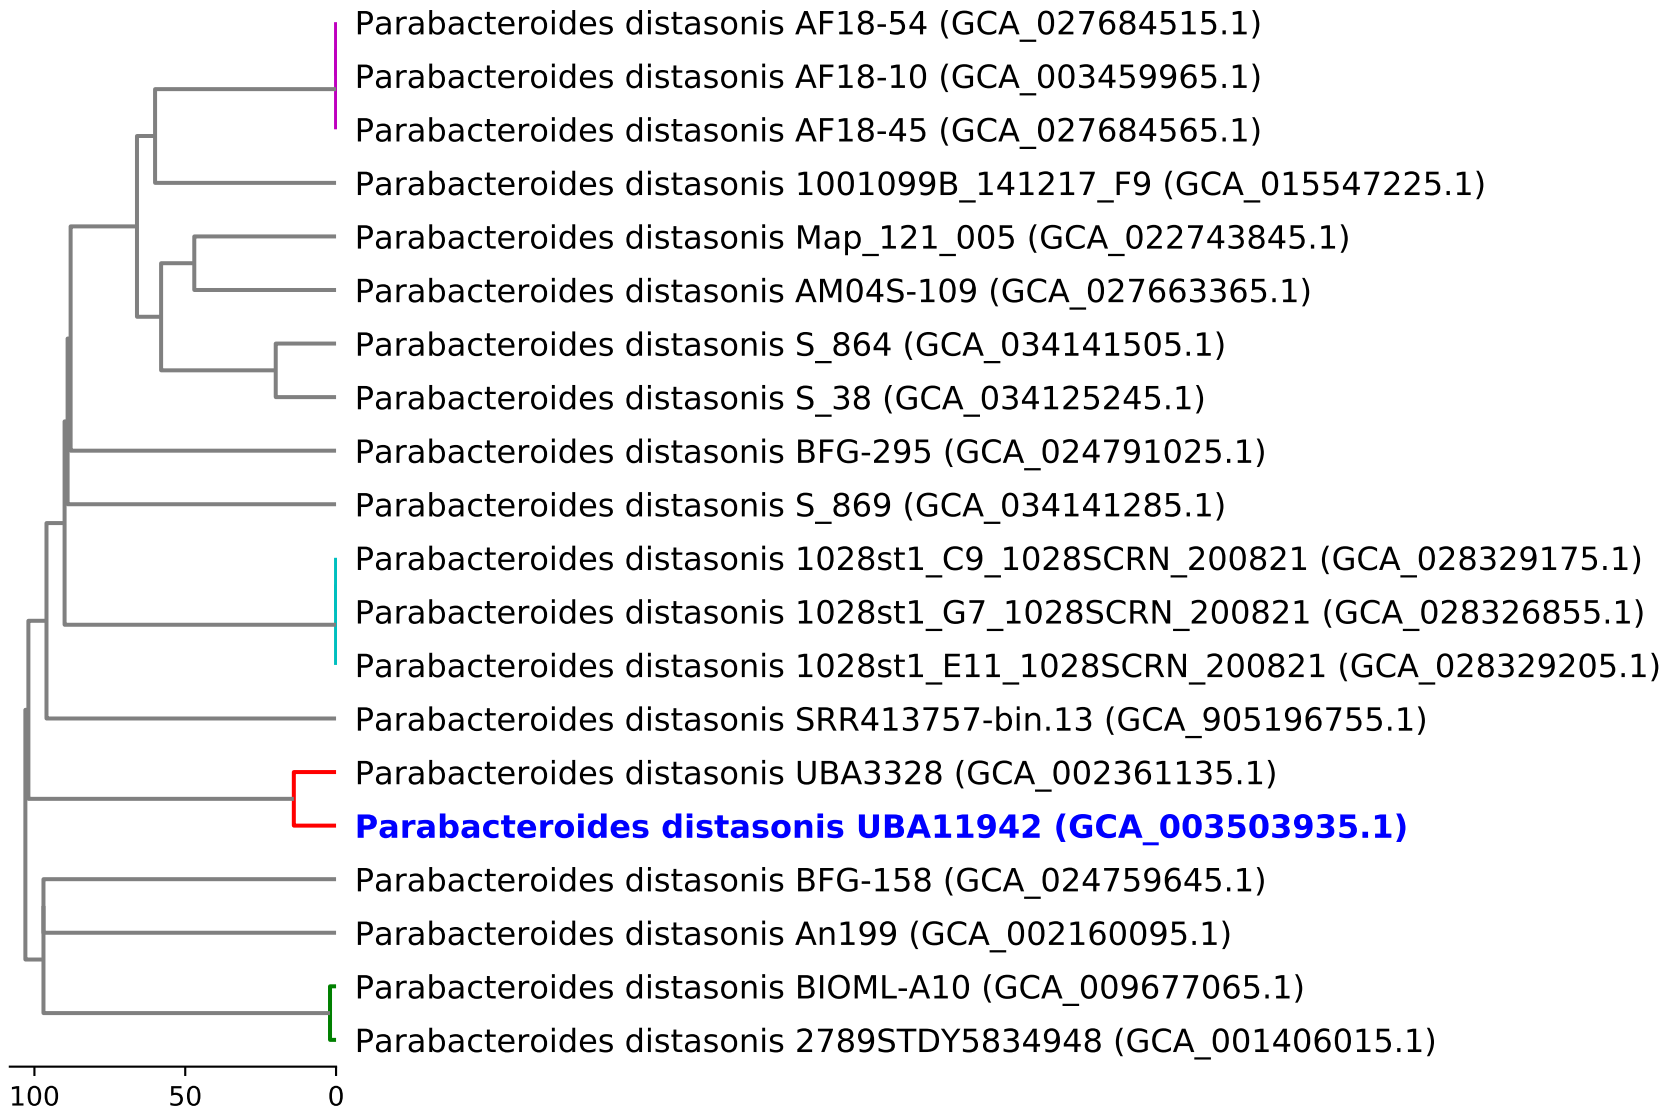 Parabacteroides distasonis AF18-54 (GCA_027684515.1)
Parabacteroides distasonis AF18-10 (GCA_003459965.1)
Parabacteroides distasonis AF18-45 (GCA_027684565.1)
Parabacteroides distasonis 1001099B_141217_F9 (GCA_015547225.1)
Parabacteroides distasonis Map_121_005 (GCA_022743845.1)
Parabacteroides distasonis AM04S-109 (GCA_027663365.1)
Parabacteroides distasonis S_864 (GCA_034141505.1)
Parabacteroides distasonis S_38 (GCA_034125245.1)
Parabacteroides distasonis BFG-295 (GCA_024791025.1)
Parabacteroides distasonis S_869 (GCA_034141285.1)
Parabacteroides distasonis 1028st1_C9_1028SCRN_200821 (GCA_028329175.1)
Parabacteroides distasonis 1028st1_G7_1028SCRN_200821 (GCA_028326855.1)
Parabacteroides distasonis 1028st1_E11_1028SCRN_200821 (GCA_028329205.1)
Parabacteroides distasonis SRR413757-bin.13 (GCA_905196755.1)
Parabacteroides distasonis UBA3328 (GCA_002361135.1)
Parabacteroides distasonis UBA11942 (GCA_003503935.1)
Parabacteroides distasonis BFG-158 (GCA_024759645.1)
Parabacteroides distasonis An199 (GCA_002160095.1)
Parabacteroides distasonis BIOML-A10 (GCA_009677065.1)
Parabacteroides distasonis 2789STDY5834948 (GCA_001406015.1)
100 50 0